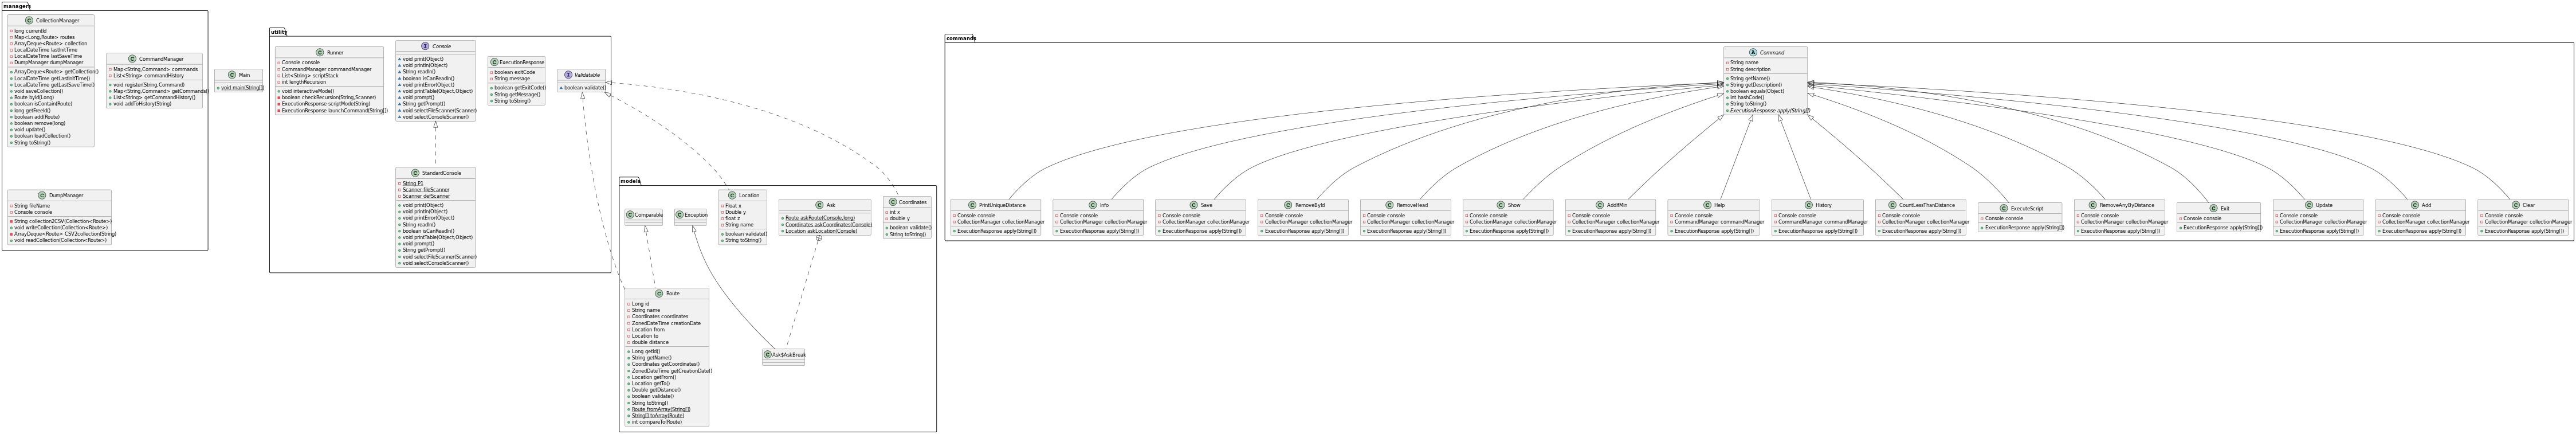 managers
CollectionManager
long currentId
Map<Long,Route> routes
ArrayDeque<Route> collection
LocalDateTime lastInitTime
LocalDateTime lastSaveTime
DumpManager dumpManager
ArrayDeque<Route> getCollection()
LocalDateTime getLastInitTime()
LocalDateTime getLastSaveTime()
void saveCollection()
Route byId(Long)
boolean isContain(Route)
long getFreeId()
boolean add(Route)
boolean remove(long)
void update()
boolean loadCollection()
String toString()
CommandManager
Map<String,Command> commands
List<String> commandHistory
void register(String,Command)
Map<String,Command> getCommands()
List<String> getCommandHistory()
void addToHistory(String)
DumpManager
String fileName
Console console
String collection2CSV(Collection<Route>)
void writeCollection(Collection<Route>)
ArrayDeque<Route> CSV2collection(String)
void readCollection(Collection<Route>)
Main
void main(String[])
utility
Runner
Console console
CommandManager commandManager
List<String> scriptStack
int lengthRecursion
void interactiveMode()
boolean checkRecursion(String,Scanner)
ExecutionResponse scriptMode(String)
ExecutionResponse launchCommand(String[])
Console
void print(Object)
void println(Object)
String readln()
boolean isCanReadln()
void printError(Object)
void printTable(Object,Object)
void prompt()
String getPrompt()
void selectFileScanner(Scanner)
void selectConsoleScanner()
ExecutionResponse
boolean exitCode
String message
boolean getExitCode()
String getMessage()
String toString()
Validatable
boolean validate()
StandardConsole
String P1
Scanner fileScanner
Scanner defScanner
void print(Object)
void println(Object)
void printError(Object)
String readln()
boolean isCanReadln()
void printTable(Object,Object)
void prompt()
String getPrompt()
void selectFileScanner(Scanner)
void selectConsoleScanner()
models
Comparable
Exception
Location
Float x
Double y
float z
String name
boolean validate()
String toString()
Ask
Route askRoute(Console,long)
Coordinates askCoordinates(Console)
Location askLocation(Console)
Coordinates
int x
double y
boolean validate()
String toString()
Route
Long id
String name
Coordinates coordinates
ZonedDateTime creationDate
Location from
Location to
double distance
Long getId()
String getName()
Coordinates getCoordinates()
ZonedDateTime getCreationDate()
Location getFrom()
Location getTo()
Double getDistance()
boolean validate()
String toString()
Route fromArray(String[])
String[] toArray(Route)
int compareTo(Route)
Ask$AskBreak
commands
Command
String name
String description
String getName()
String getDescription()
boolean equals(Object)
int hashCode()
String toString()
ExecutionResponse apply(String[])
PrintUniqueDistance
Console console
CollectionManager collectionManager
ExecutionResponse apply(String[])
Info
Console console
CollectionManager collectionManager
ExecutionResponse apply(String[])
Save
Console console
CollectionManager collectionManager
ExecutionResponse apply(String[])
RemoveById
Console console
CollectionManager collectionManager
ExecutionResponse apply(String[])
RemoveHead
Console console
CollectionManager collectionManager
ExecutionResponse apply(String[])
Show
Console console
CollectionManager collectionManager
ExecutionResponse apply(String[])
AddIfMin
Console console
CollectionManager collectionManager
ExecutionResponse apply(String[])
Help
Console console
CommandManager commandManager
ExecutionResponse apply(String[])
History
Console console
CommandManager commandManager
ExecutionResponse apply(String[])
CountLessThanDistance
Console console
CollectionManager collectionManager
ExecutionResponse apply(String[])
ExecuteScript
Console console
ExecutionResponse apply(String[])
RemoveAnyByDistance
Console console
CollectionManager collectionManager
ExecutionResponse apply(String[])
Exit
Console console
ExecutionResponse apply(String[])
Update
Console console
CollectionManager collectionManager
ExecutionResponse apply(String[])
Add
Console console
CollectionManager collectionManager
ExecutionResponse apply(String[])
Clear
Console console
CollectionManager collectionManager
ExecutionResponse apply(String[])